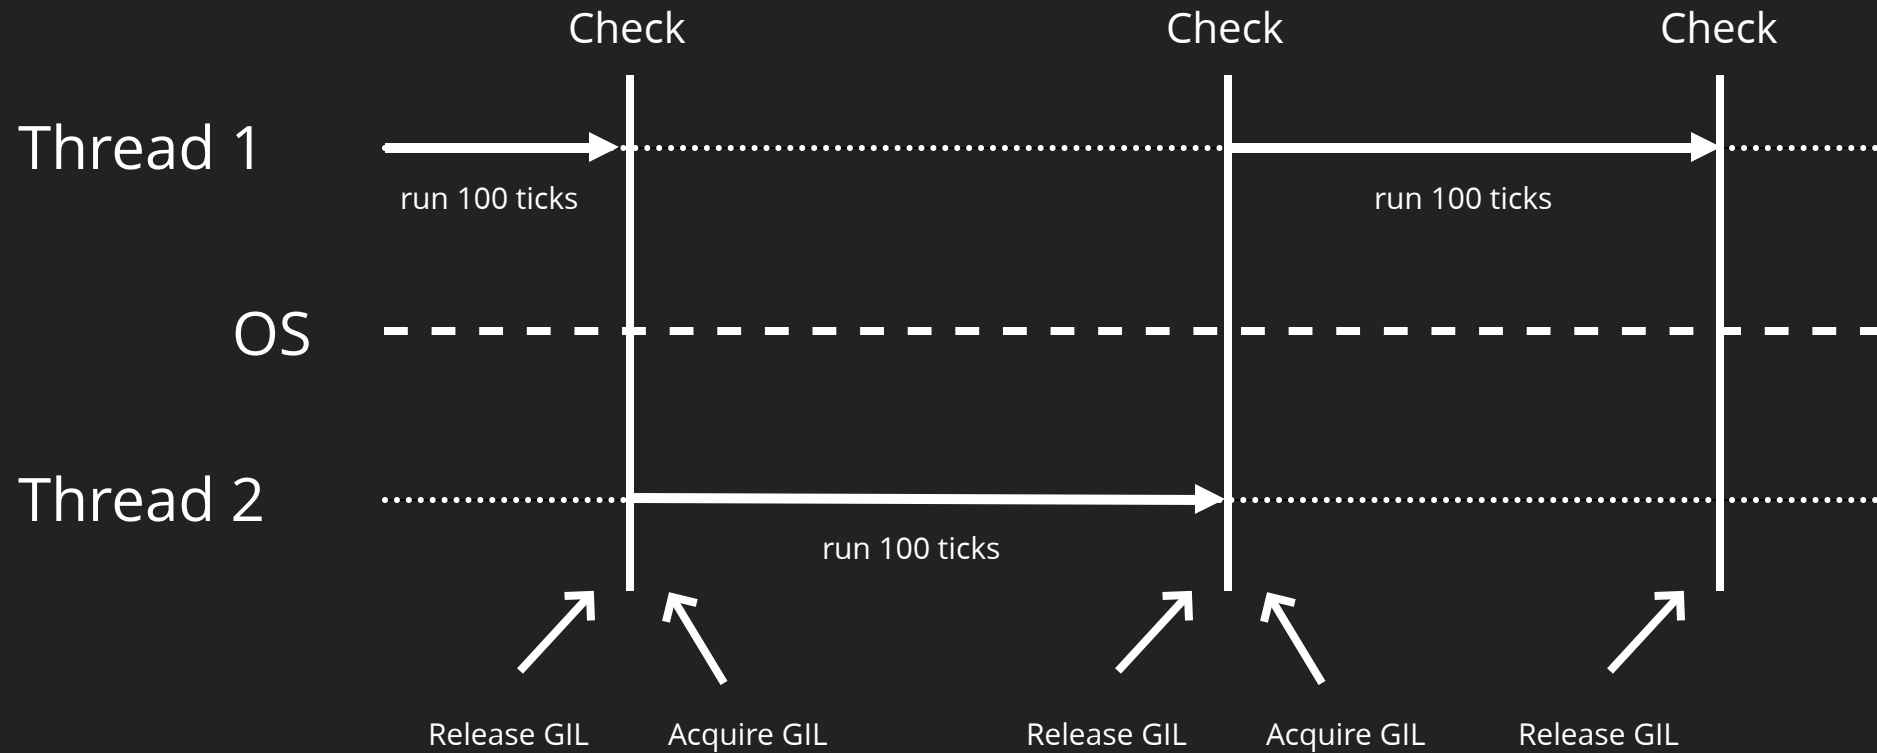 Check
Check
Check
Thread 1
run 100 ticks
run 100 ticks
OS
Thread 2
run 100 ticks
Release GIL
Acquire GIL
Release GIL
Acquire GIL
Release GIL